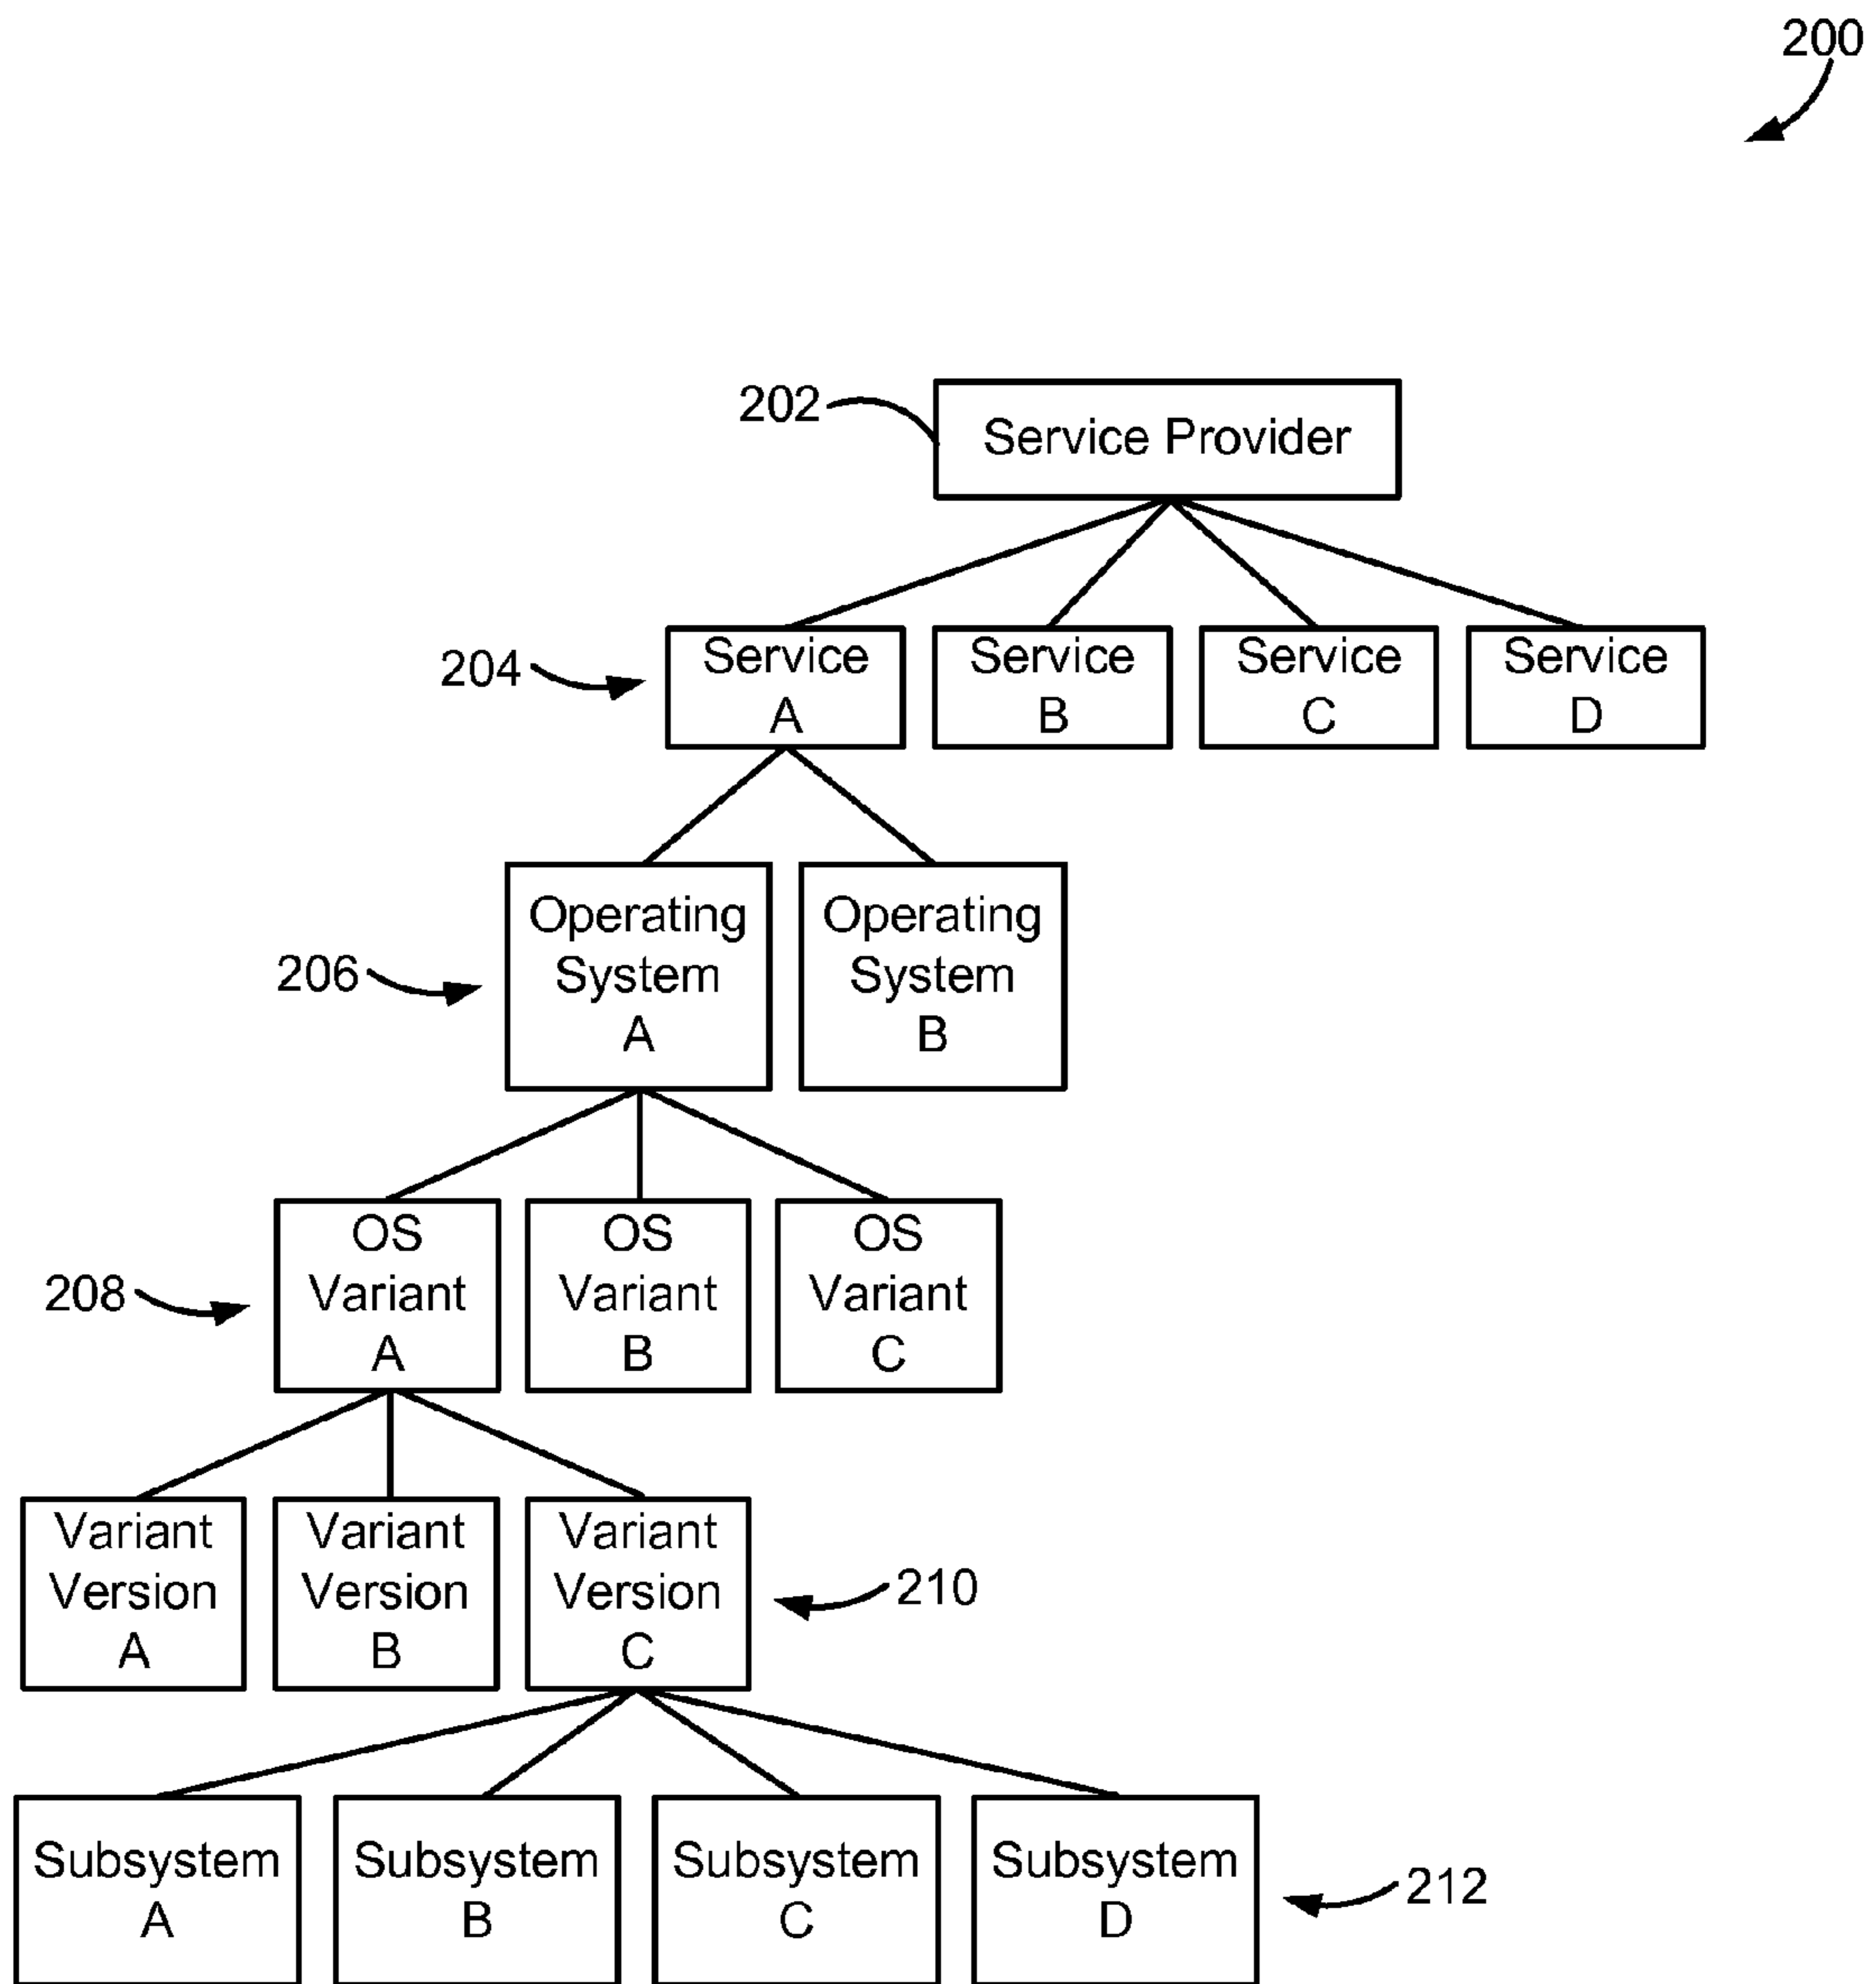 200
202
Service Provider
204
Service
A
Service
B
Service
C
Service
D
206
Operating
System
A
Operating
System
B
208
OS
Variant
A
OS
Variant
B
OS
Variant
C
Variant
Version
A
Variant
Version
B
Variant
Version
C
210
Subsystem
A
Subsystem
B
Subsystem
C
Subsystem
D
212